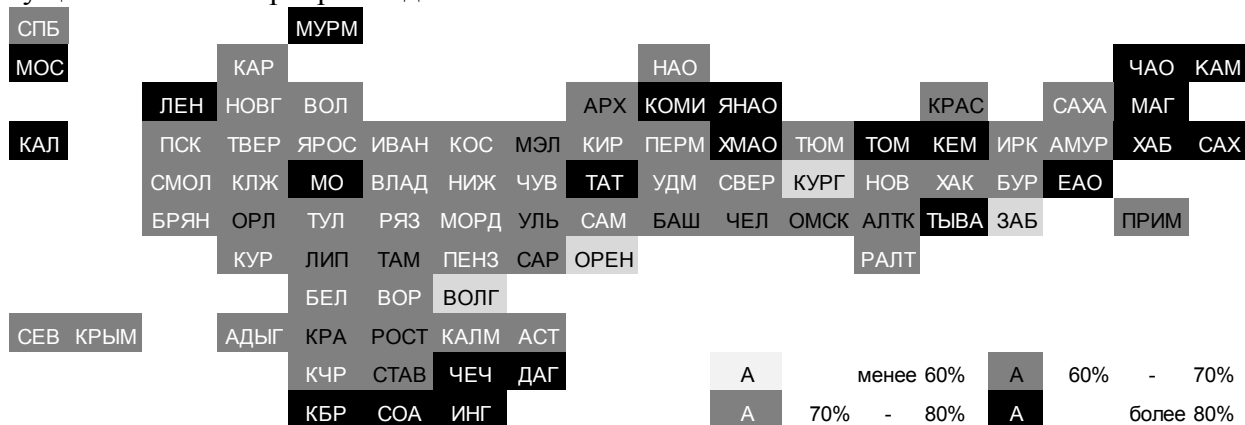 СПБ МУРМ
МОС КАР НАО ЧАО КАМ
ЛЕН НОВГ ВОЛ АРХ КОМИ ЯНАО КРАС САХА МАГ
КАЛ ПСК ТВЕР ЯРОС ИВАН КОС МЭЛ КИР ПЕРМ ХМАО ТЮМ ТОМ КЕМ ИРК АМУР ХАБ САХ
СМОЛ КЛЖ МО ВЛАД НИЖ ЧУВ ТАТ УДМ СВЕР КУРГ НОВ ХАК БУР ЕАО
БРЯН ОРЛ ТУЛ РЯЗ МОРД УЛЬ САМ БАШ ЧЕЛ ОМСК АЛТК ТЫВА ЗАБ ПРИМ
КУР ЛИП ТАМ ПЕНЗ САР ОРЕН РАЛТ
БЕЛ ВОР ВОЛГ
СЕВ КРЫМ АДЫГ КРА РОСТ КАЛМ АСТ
КЧР СТАВ ЧЕЧ ДАГ А менее 60% А 60% - 70%
КБР СОА ИНГ А 70% - 80% А более 80%